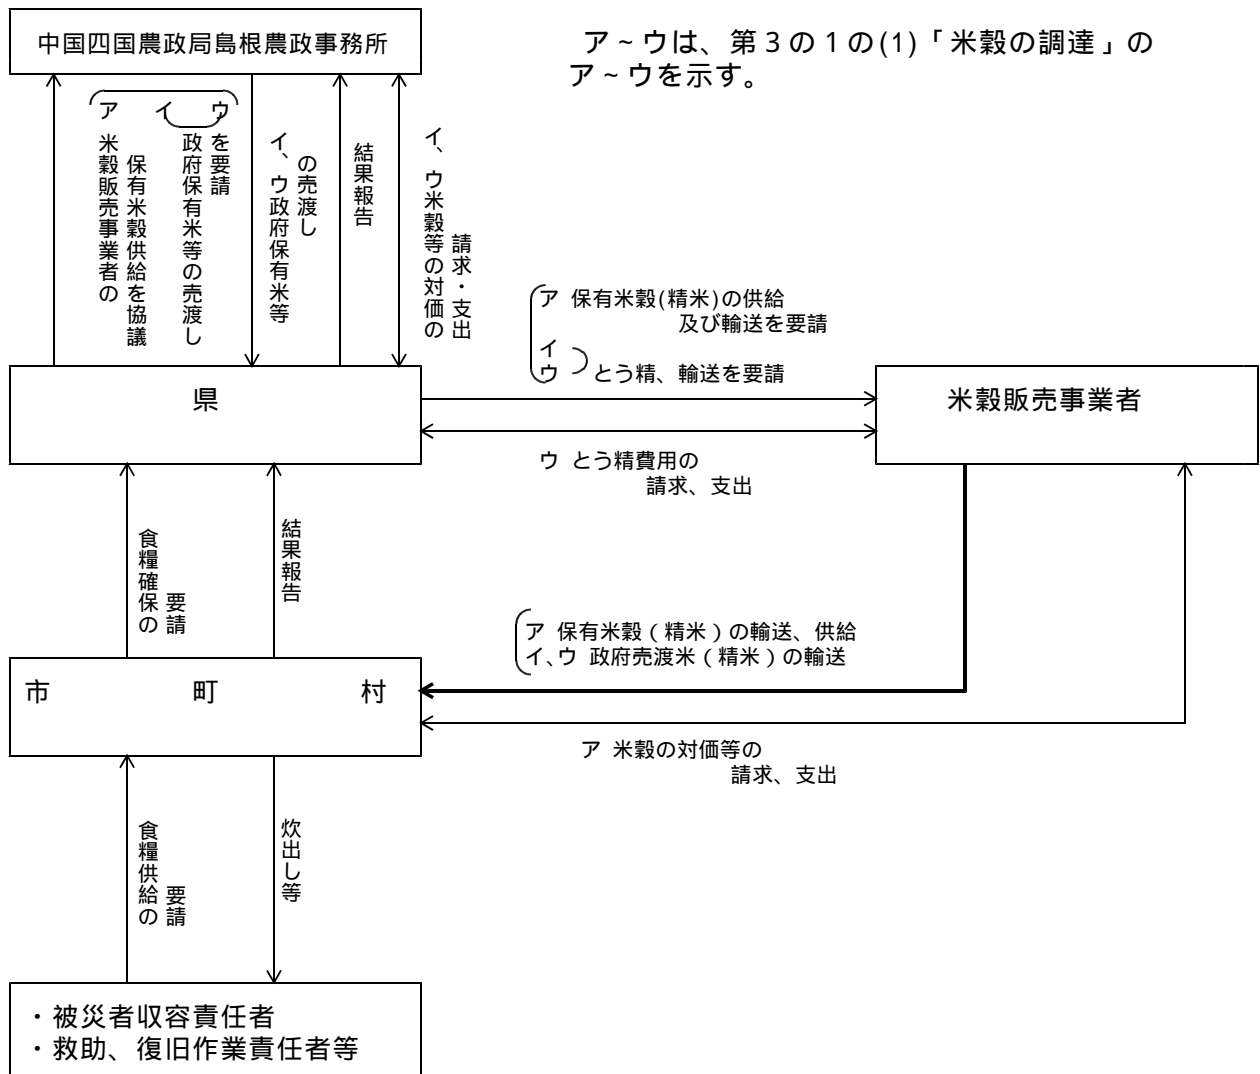 中国四国農政局島根農政事務所
ア～ウは、第３の１の(1)「米穀の調達」の
ア～ウを示す。
ア 米穀販売事業者の
保有米穀供給を協議
イ ウ
政府保有米等の売渡し
を要請
イ、ウ政府保有米等
の売渡し
結果報告
イ、ウ米穀等の対価の
請求・支出
ア 保有米穀(精米)の供給
及び輸送を要請
イ
ウ とう精、輸送を要請
県
米穀販売事業者
ウ とう精費用の
請求、支出
食糧確保の
要請
結果報告
ア 保有米穀（精米）の輸送、供給
イ、ウ 政府売渡米（精米）の輸送
市 町 村
ア 米穀の対価等の
請求、支出
食糧供給の
要請
炊出し等
・被災者収容責任者
・救助、復旧作業責任者等